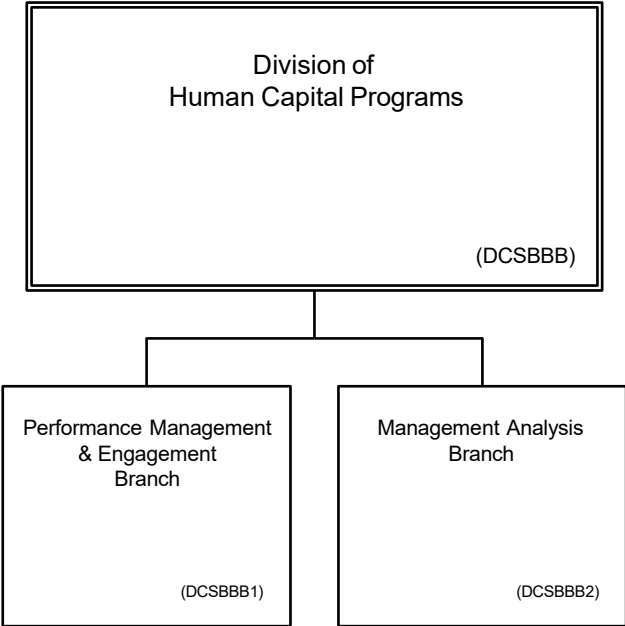 Division of
Human Capital Programs
(DCSBBB)
Performance Management
& Engagement
Branch
(DCSBBB1)
Management Analysis
Branch
(DCSBBB2)